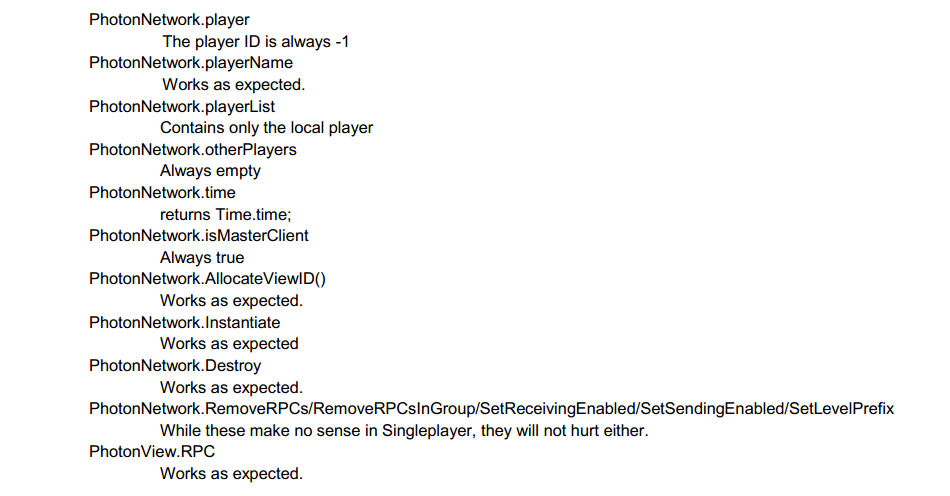 PhotonNetwork.player
The player ID is always -1
PhotonNetwork.playerName
Works as expected.
PhotonNetwork.playerList
Contains only the local player
PhotonNetwork.otherPlayers
Always empty
PhotonNetwork.time
returns Time.time;
PhotonNetwork.isMasterClient
Always true
PhotonNetwork.AllocateViewID()
Works as expected.
PhotonNetwork.Instantiate
Works as expected
PhotonNetwork.Destroy
Works as expected.
PhotonNetwork.RemoveRPCs/RemoveRPCsInGroup/SetReceivingEnabled/SetSendingEnabled/SetLevelPrefix
While these make no sense in Singleplayer, they will not hurt either.
PhotonView.RPC
Works as expected.